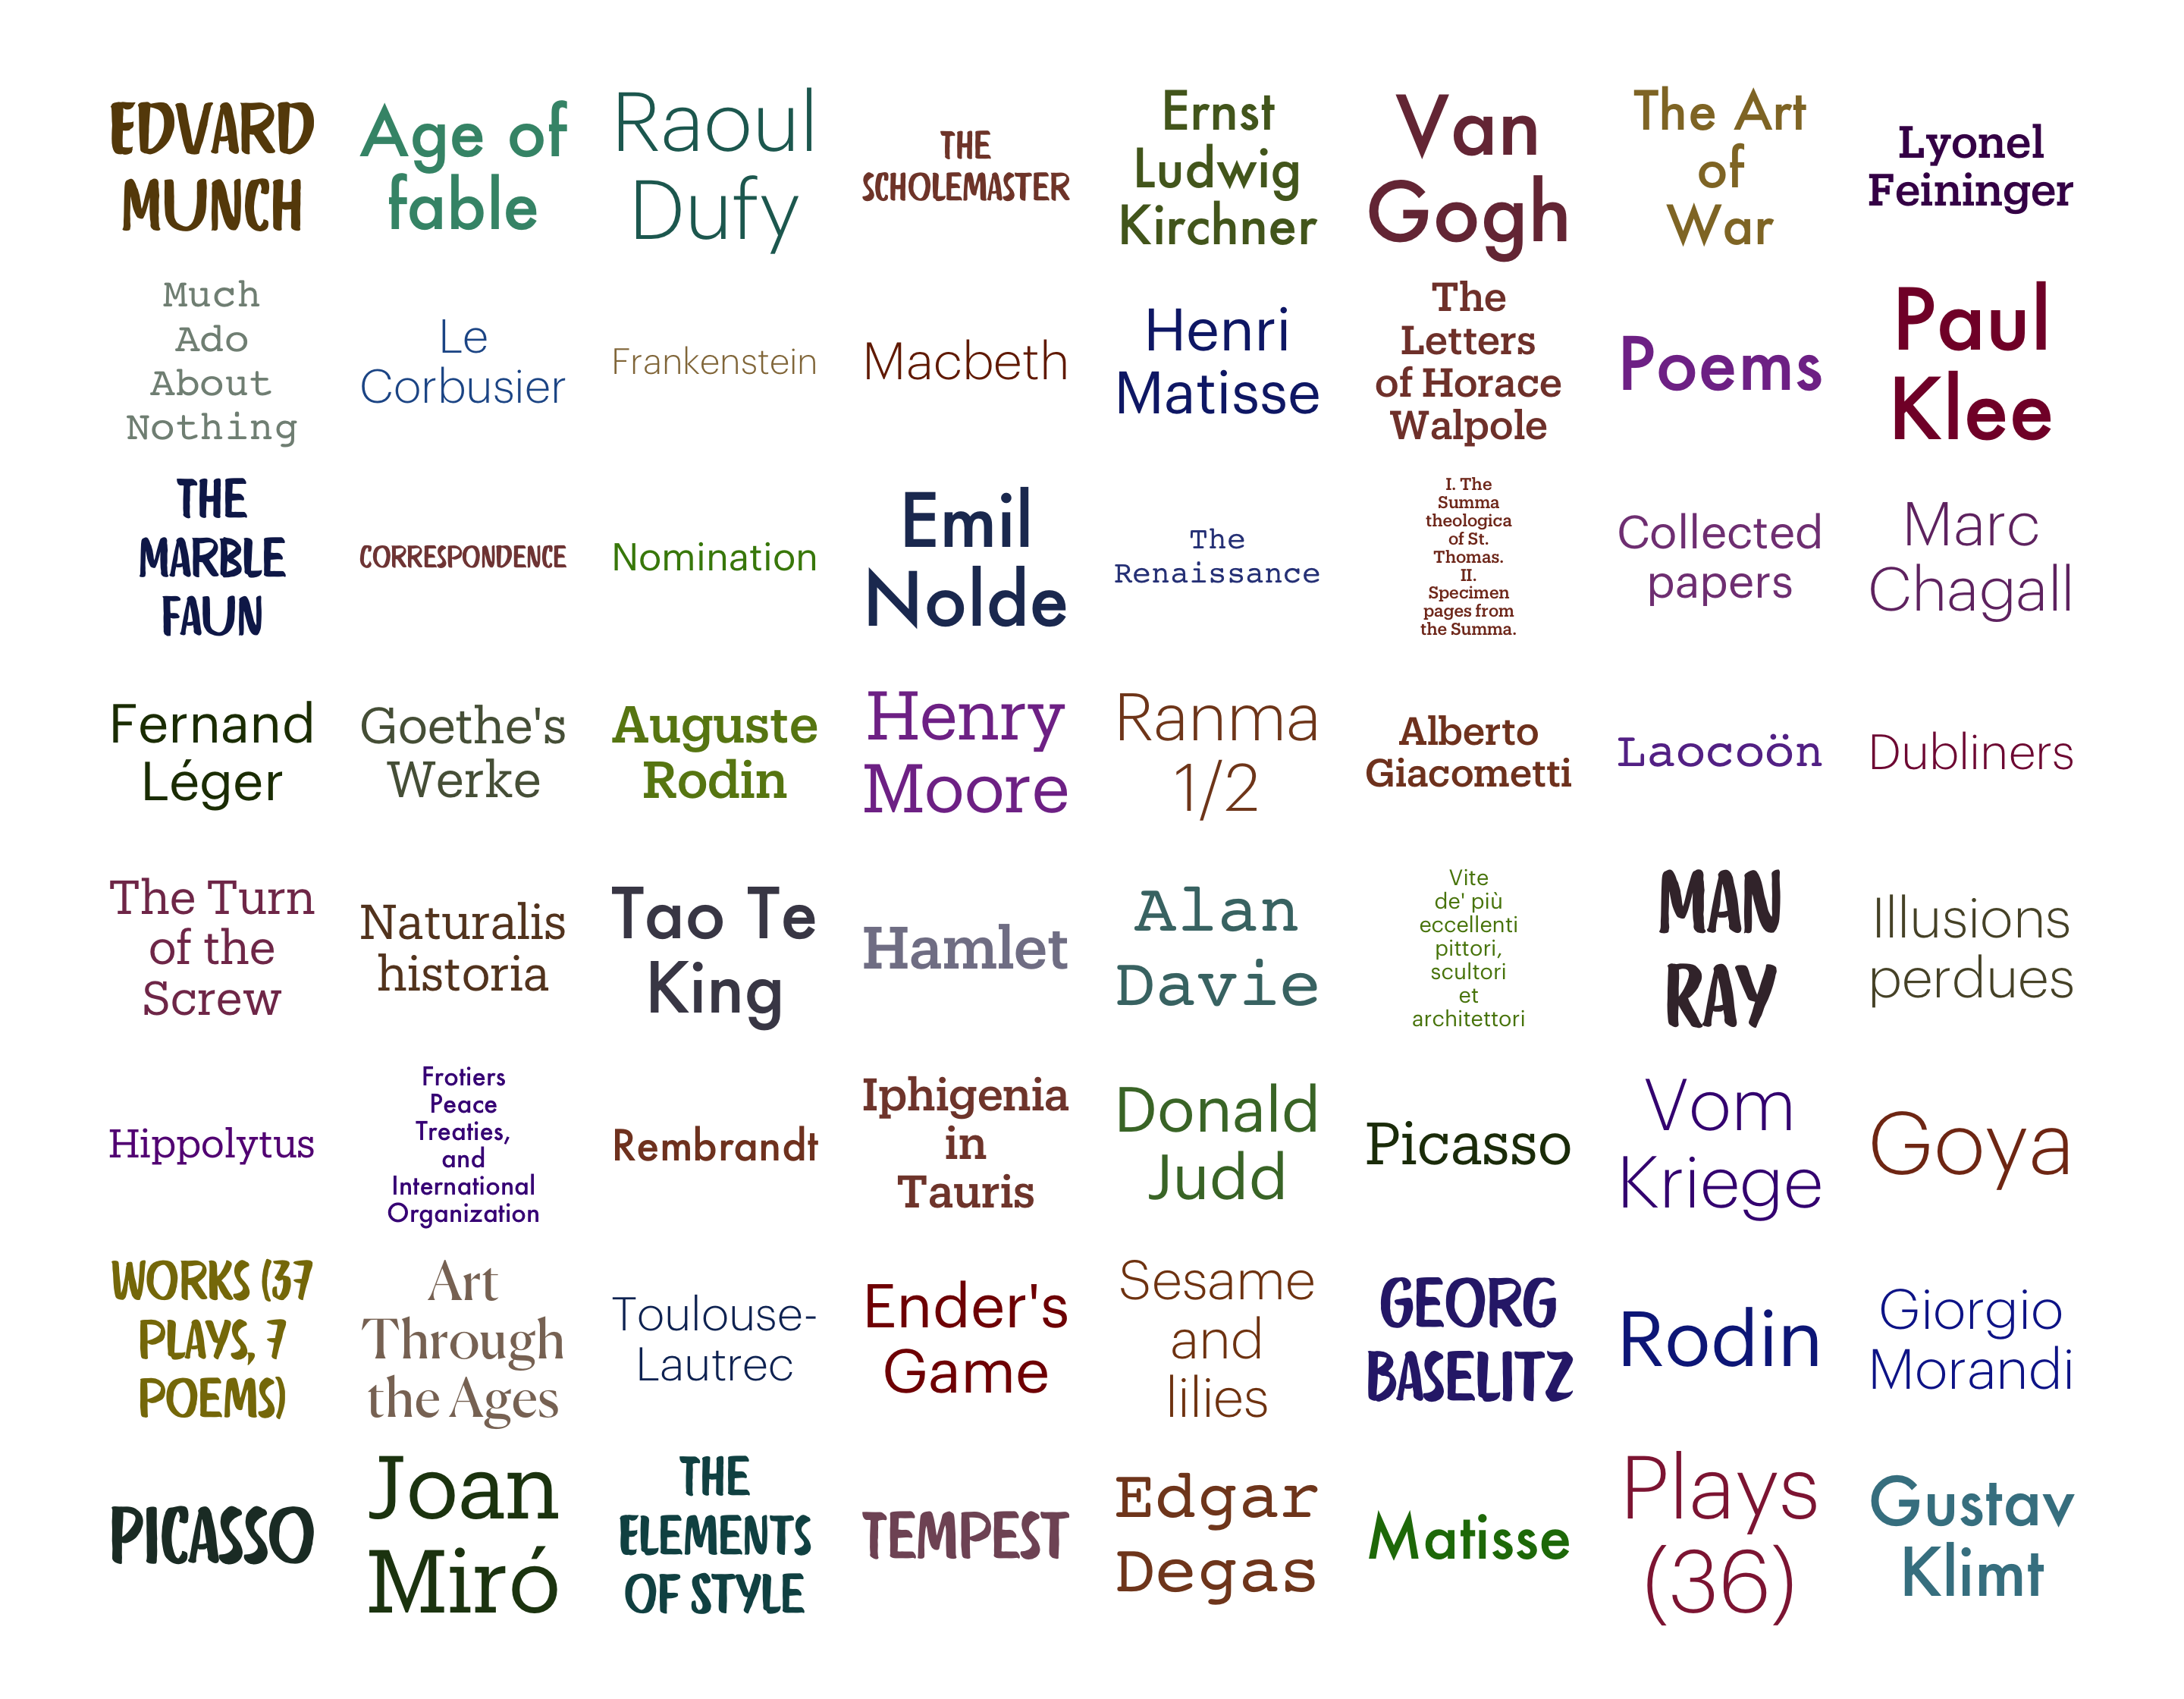 EDVARD
MUNCH
Age of
fable
Raoul
Dufy
THE
SCHOLEMASTER
Ernst
Ludwig
Kirchner
Van
Gogh
The Art
of
War
Lyonel
Feininger
Much
Ado
About
Nothing
Le
Corbusier
Frankenstein
Macbeth
Henri
Matisse
The
Letters
of Horace
Walpole
Poems
Paul
Klee
THE
MARBLE
FAUN
CORRESPONDENCE
Nomination
Emil
Nolde
The
Renaissance
I. The
Summa
theologica
of St.
Thomas.
II.
Specimen
pages from
the Summa.
Collected
papers
Marc
Chagall
Fernand
Léger
Goethe's
Werke
Auguste
Rodin
Henry
Moore
Ranma
1/2
Alberto
Giacometti
Laocoön
Dubliners
The Turn
of the
Screw
Naturalis
historia
Tao Te
King
Hamlet
Alan
Davie
Vite
de' più
eccellenti
pittori,
scultori
et
architettori
MAN
RAY
Illusions
perdues
Hippolytus
Frotiers
Peace
Treaties,
and
International
Organization
Rembrandt
Iphigenia
in
Tauris
Donald
Judd
Picasso
Vom
Kriege
Goya
WORKS (37
PLAYS, 7
POEMS)
Art
Through
the Ages
Toulouse-
Lautrec
Ender's
Game
Sesame
and
lilies
GEORG
BASELITZ
Rodin
Giorgio
Morandi
PICASSO
Joan
Miró
THE
ELEMENTS
OF STYLE
TEMPEST
Edgar
Degas
Matisse
Plays
(36)
Gustav
Klimt